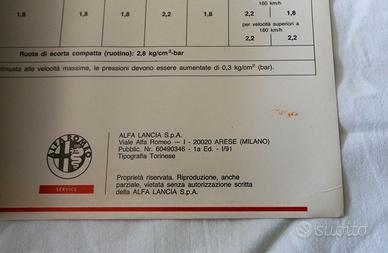 160 km/h
1,8 1,8 2,2 1,8 2,2 1,8
per velocità superiori a
160 km/h
2,2 2,2
Ruota di scorta compatta (ruotino): 2,8 kg/cm²-bar
tinuata alle velocità massime, le pressioni devono essere aumentate di 0,3 kg/cm² (bar).
ALFA ROMEO
SERVICE
ALFA LANCIA S.p.A.
Viale Alfa Romeo — I - 20020 ARESE (MILANO)
Pubblic. Nr. 60490346 - 1a Ed. - I/91
Tipografia Torinese
Proprietà riservata. Riproduzione, anche
parziale, vietata senza autorizzazione scritta
della ALFA LANCIA S.p.A.
subito